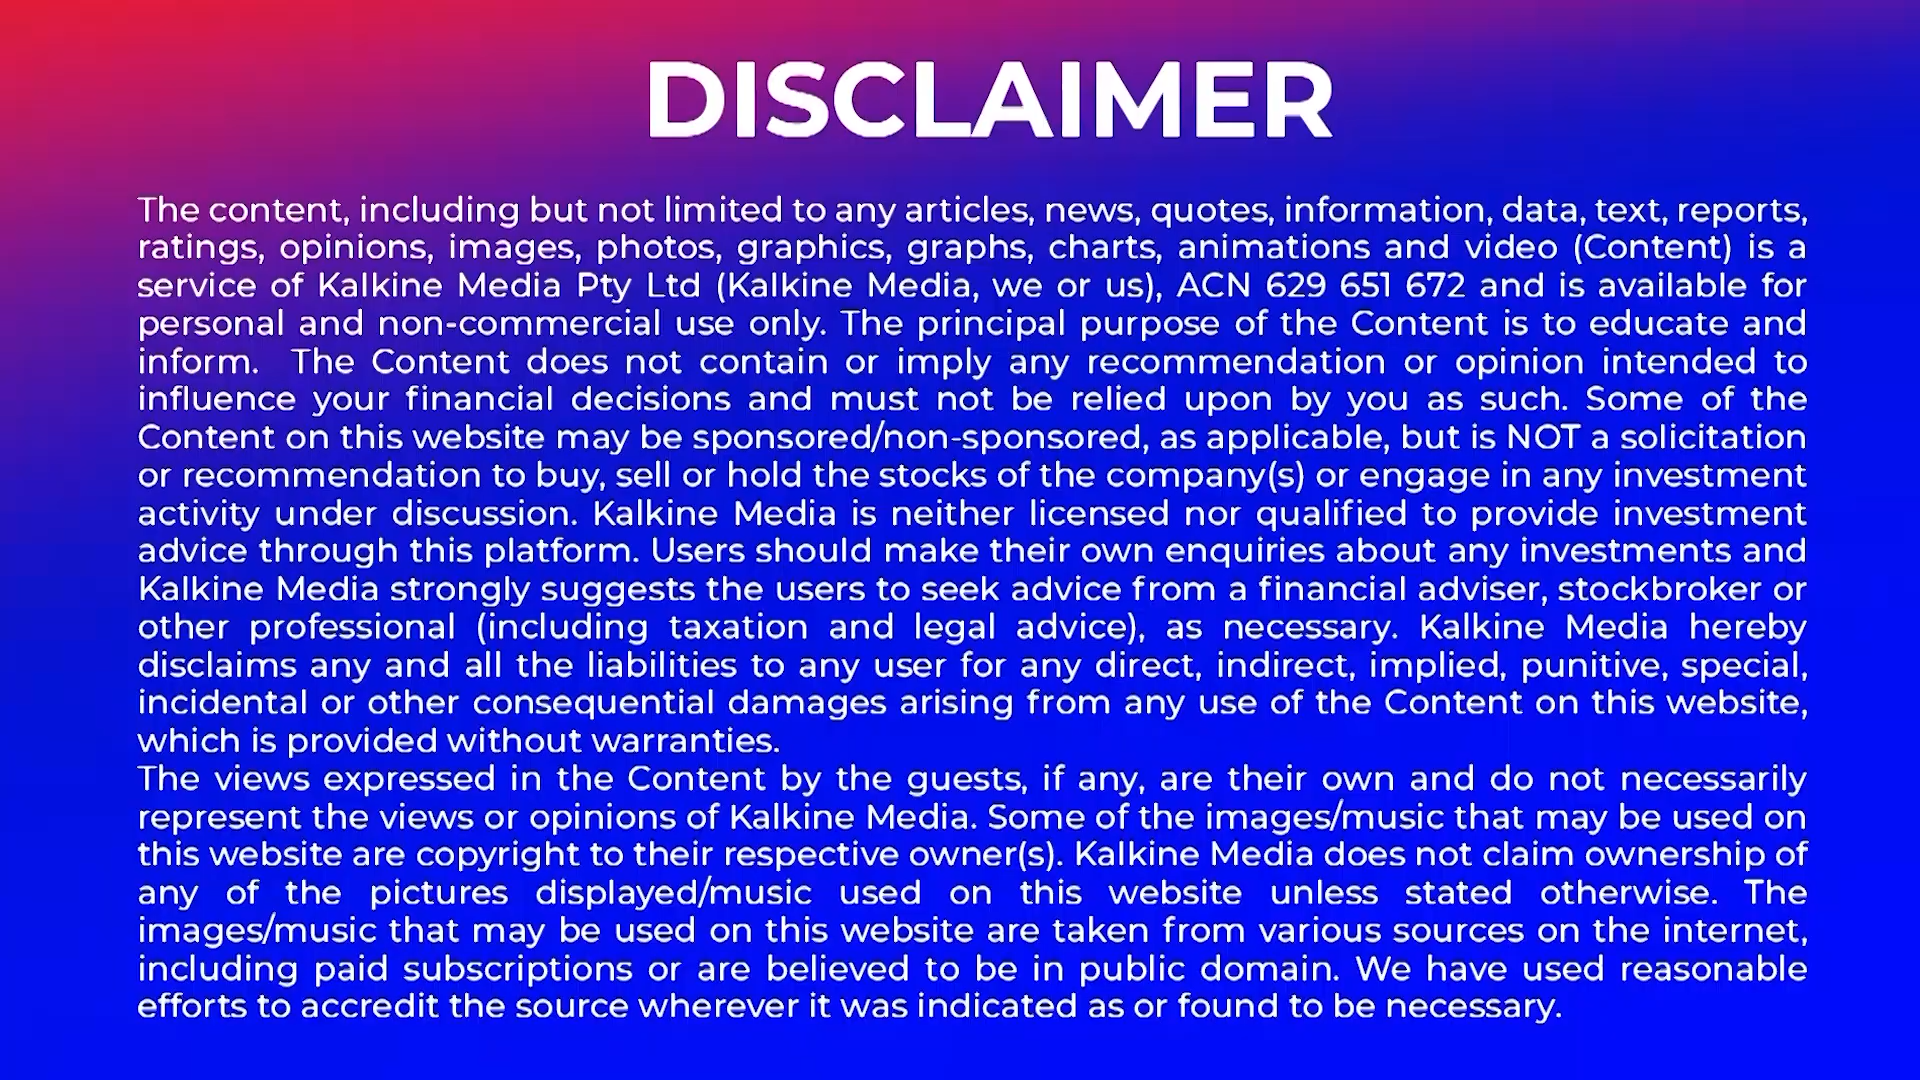 DISCLAIMER
The content, including but not limited to any articles, news, quotes, information, data, text, reports,
ratings, opinions, images, photos, graphics, graphs, charts, animations and video (Content) is a
service of Kalkine Media Pty Ltd (Kalkine Media, we or us), ACN 629 651 672 and is available for
personal and non-commercial use only. The principal purpose of the Content is to educate and
inform.  The Content does not contain or imply any recommendation or opinion intended to
influence your financial decisions and must not be relied upon by you as such. Some of the
Content on this website may be sponsored/non-sponsored, as applicable, but is NOT a solicitation
or recommendation to buy, sell or hold the stocks of the company(s) or engage in any investment
activity under discussion. Kalkine Media is neither licensed nor qualified to provide investment
advice through this platform. Users should make their own enquiries about any investments and
Kalkine Media strongly suggests the users to seek advice from a financial adviser, stockbroker or
other professional (including taxation and legal advice), as necessary. Kalkine Media hereby
disclaims any and all the liabilities to any user for any direct, indirect, implied, punitive, special,
incidental or other consequential damages arising from any use of the Content on this website,
which is provided without warranties.
The views expressed in the Content by the guests, if any, are their own and do not necessarily
represent the views or opinions of Kalkine Media. Some of the images/music that may be used on
this website are copyright to their respective owner(s). Kalkine Media does not claim ownership of
any of the pictures displayed/music used on this website unless stated otherwise. The
images/music that may be used on this website are taken from various sources on the internet,
including paid subscriptions or are believed to be in public domain. We have used reasonable
efforts to accredit the source wherever it was indicated as or found to be necessary.